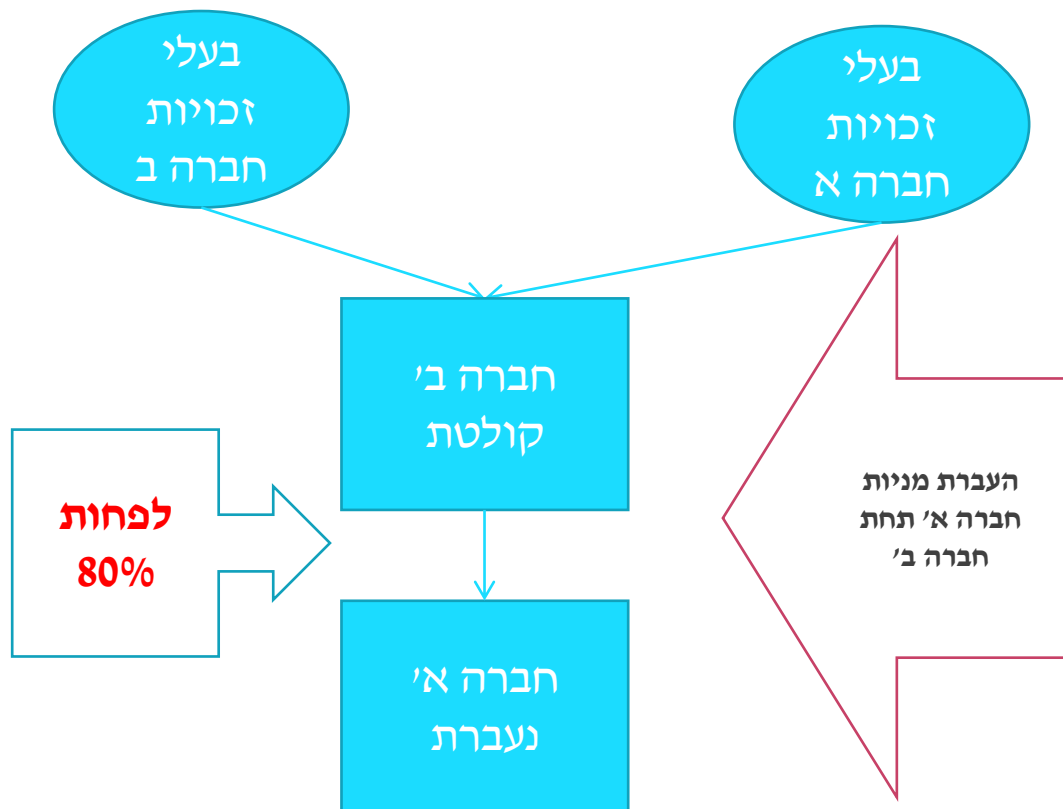 בעלי
זכויות
חברה א
בעלי
זכויות
חברה ב
חברה ב'
קולטת
העברת מניות
חברה א' תחת
חברה ב'
לפחות
80%
חברה א'
נעברת